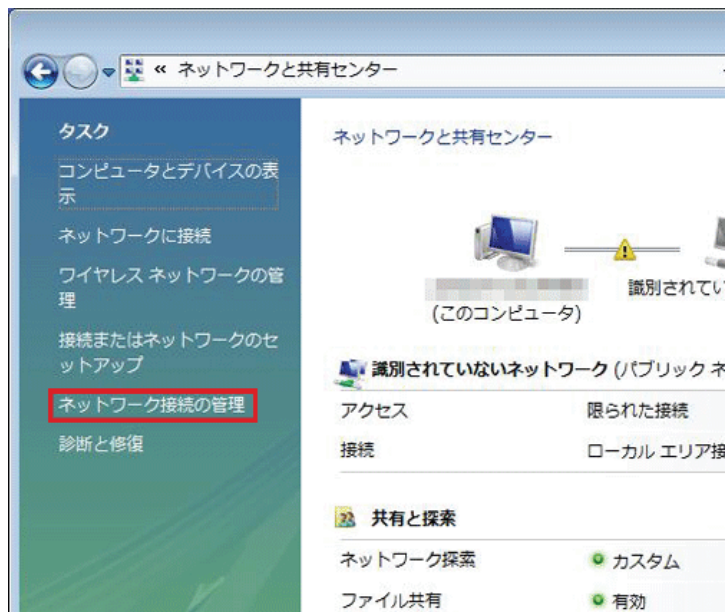 « ネットワークと共有センター
タスク
コンピュータとデバイスの表
示
ネットワークに接続
ワイヤレス ネットワークの管
理
接続またはネットワークのセ
ットアップ
ネットワーク接続の管理
診断と修復
ネットワークと共有センター
(このコンピュータ)
識別されてい
識別されていないネットワーク (パブリック ネ
アクセス
限られた接続
接続
ローカル エリア接
共有と探索
ネットワーク探索
カスタム
ファイル共有
有効